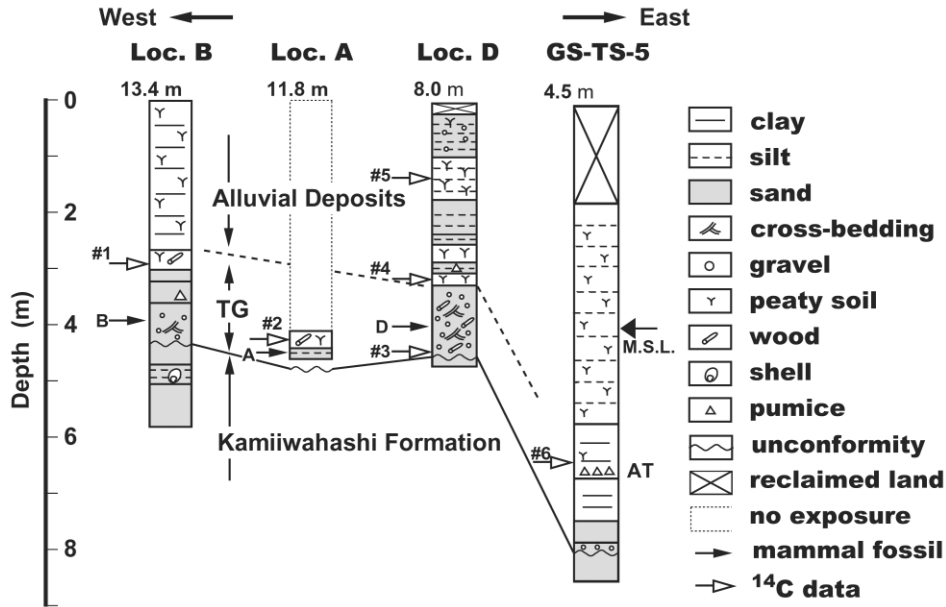 West East
Loc. B Loc. A Loc. D GS-TS-5
13.4 m 11.8 m 8.0 m 4.5 m
Depth (m)
0
2
4
6
8
#1
B
Alluvial Deposits
TG
#2
A
Kamiiwahashi Formation
#5
#4
D
#3
M.S.L.
#6
AT
clay
silt
sand
cross-bedding
gravel
peaty soil
wood
shell
pumice
unconformity
reclaimed land
no exposure
mammal fossil
14C data